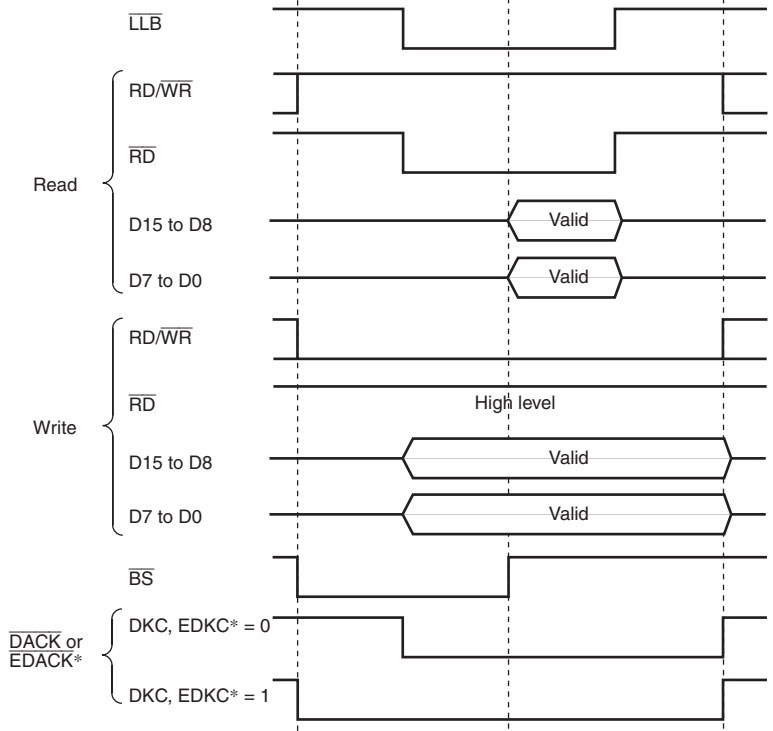 LLB
RD/WR
RD
Read
D15 to D8
Valid
D7 to D0
Valid
RD/WR
RD
High level
Write
D15 to D8
Valid
D7 to D0
Valid
BS
DKC, EDKC* = 0
DACK or
EDACK*
DKC, EDKC* = 1